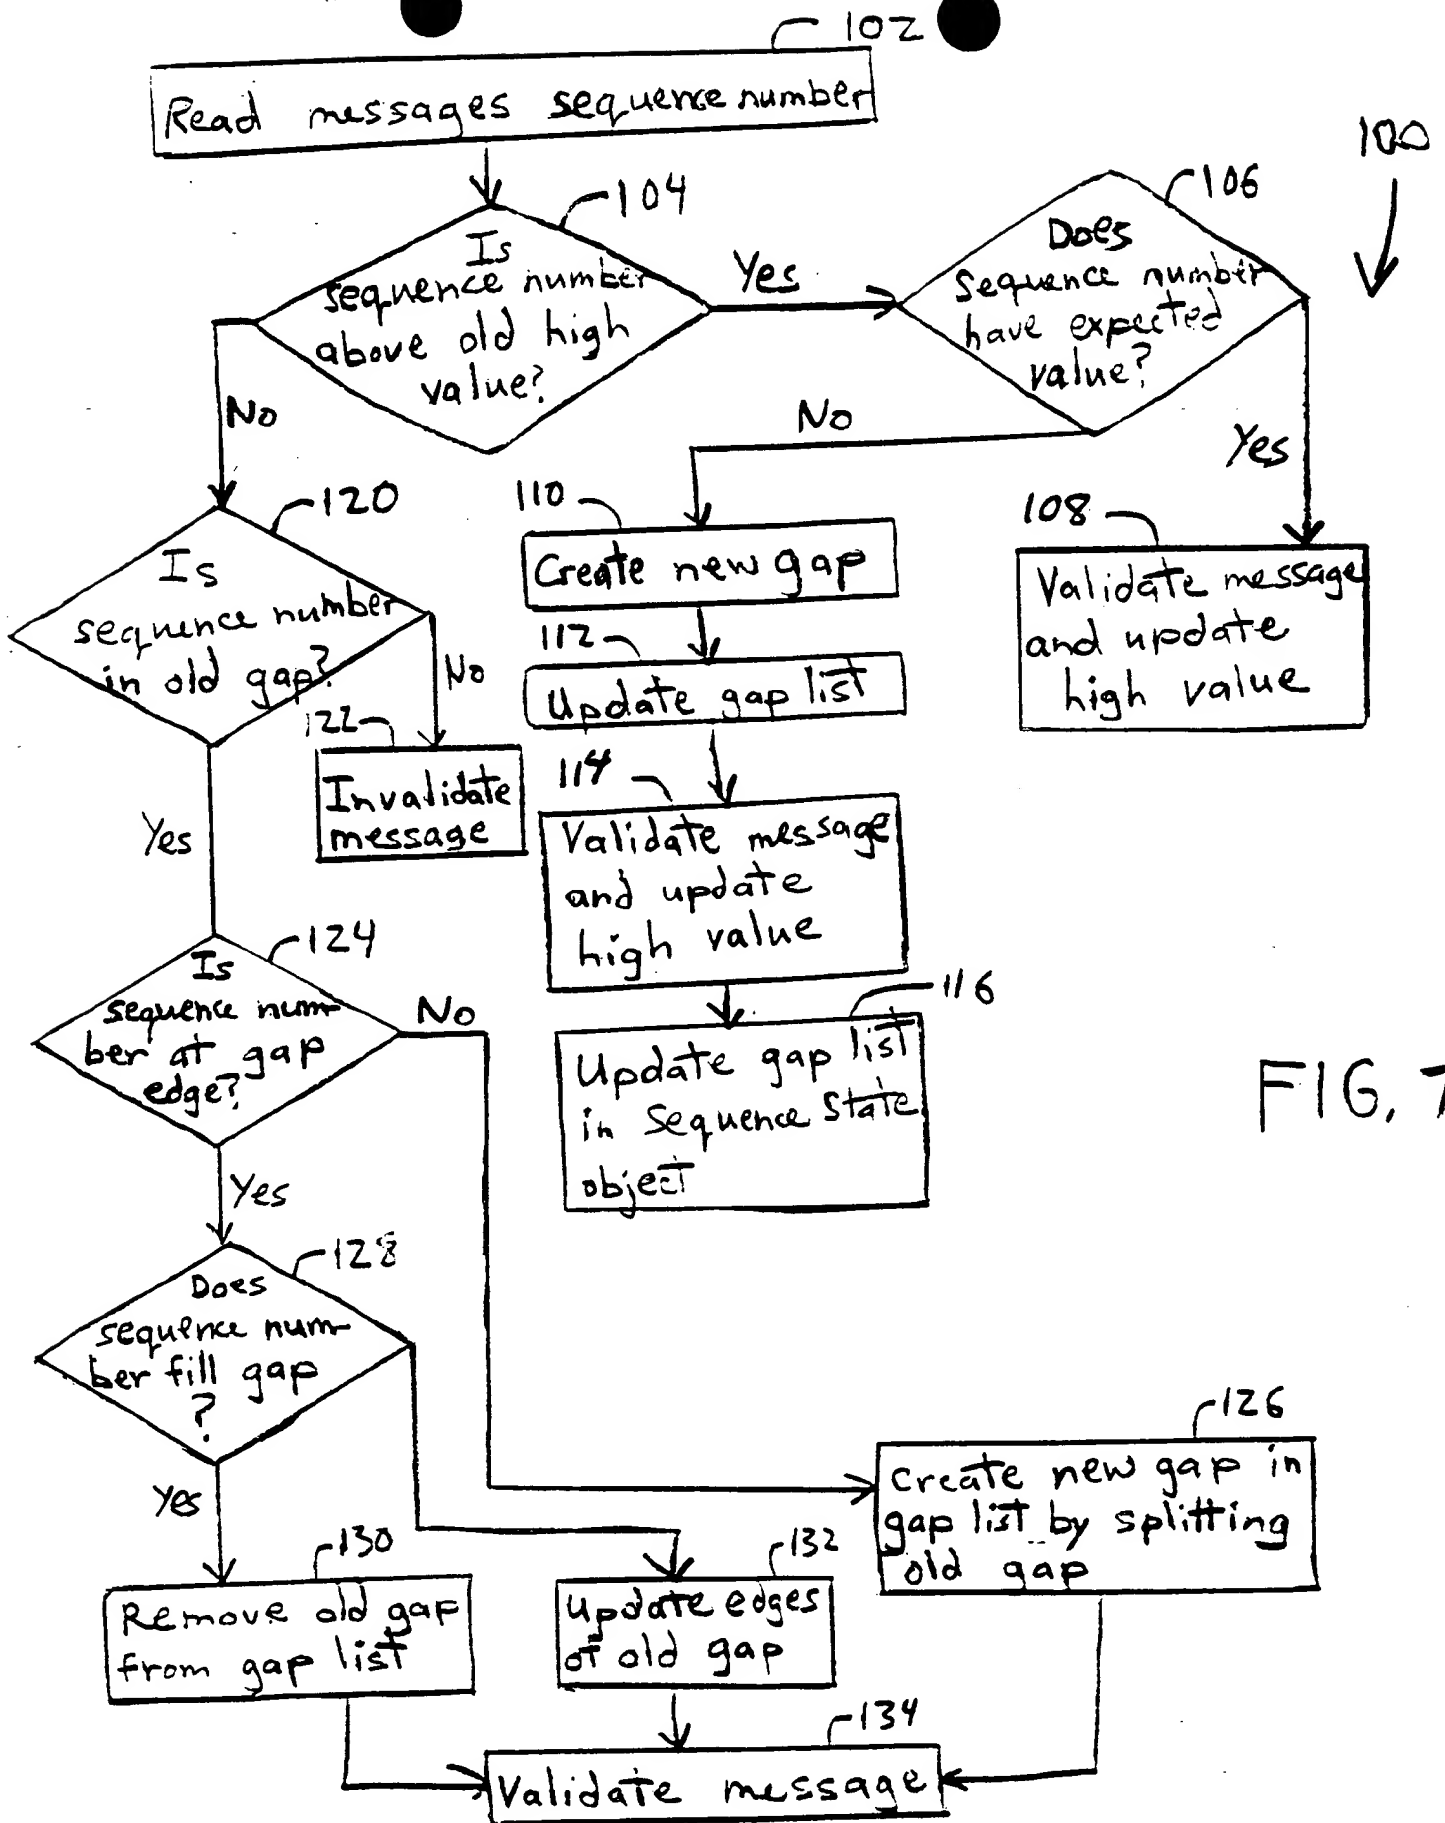 102
Read messages sequence number
100
104
Is
sequence number
above old high
value?
Yes
106
Does
sequence number
have expected
value?
No
No
Yes
120
Is
sequence number
in old gap?
No
110
Create new gap
108
Validate message
and update
high value
112
Update gap list
122
Invalidate
message
114
Validate message
and update
high value
Yes
124
Is
sequence num-
ber at gap
edge?
No
116
Update gap list
in Sequence State
object
FIG. 7
Yes
128
Does
sequence num-
ber fill gap
?
Yes
126
Create new gap in
gap list by splitting
old gap
130
Remove old gap
from gap list
132
Update edges
of old gap
134
Validate message